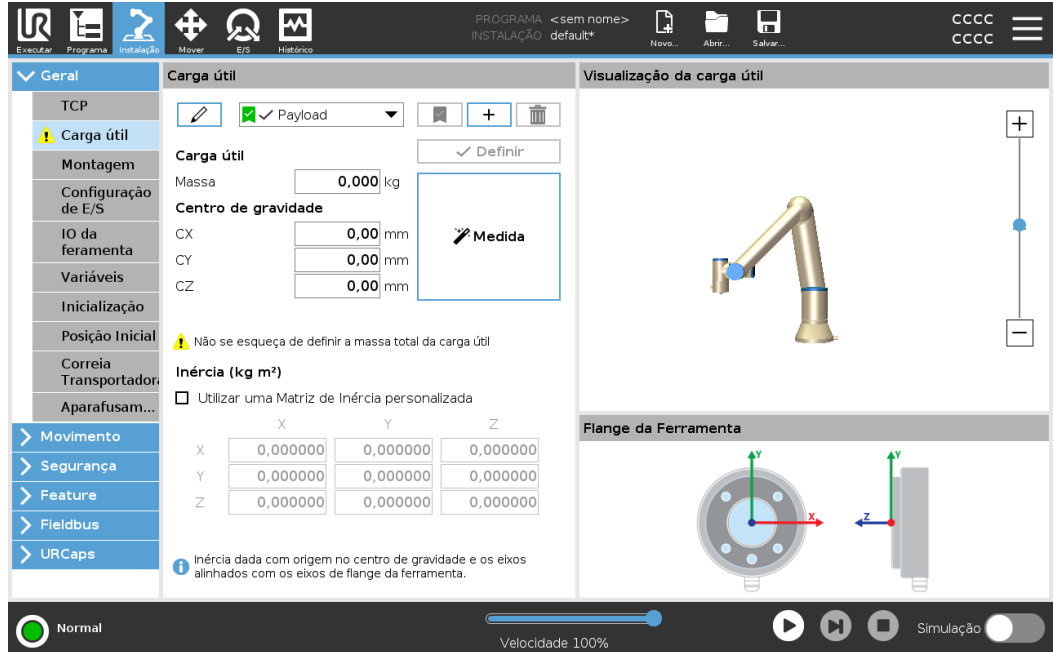 PROGRAMA <sem nome>
INSTALAÇÃO default*
CCCC
CCCC
Executar
Programa
Instalação
Mover
E/S
Histórico
Novo...
Abrir...
Salvar...
Geral
TCP
Carga útil
Montagem
Configuração
de E/S
IO da
ferramenta
Variáveis
Inicialização
Posição Inicial
Correia
Transportadora
Aparafusam...
Movimento
Segurança
Feature
Fieldbus
URCaps
Carga útil
Payload
+
Definir
Carga útil
Massa 0,000 kg
Centro de gravidade
CX 0,00 mm
CY 0,00 mm
CZ 0,00 mm
Medida
Não se esqueça de definir a massa total da carga útil
Inércia (kg m²)
Utilizar uma Matriz de Inércia personalizada
X Y Z
X 0,000000 0,000000 0,000000
Y 0,000000 0,000000 0,000000
Z 0,000000 0,000000 0,000000
Inércia dada com origem no centro de gravidade e os eixos
alinhados com os eixos de flange da ferramenta.
Visualização da carga útil
Flange da Ferramenta
Y
X
Y
Z
Normal
Velocidade 100%
Simulação